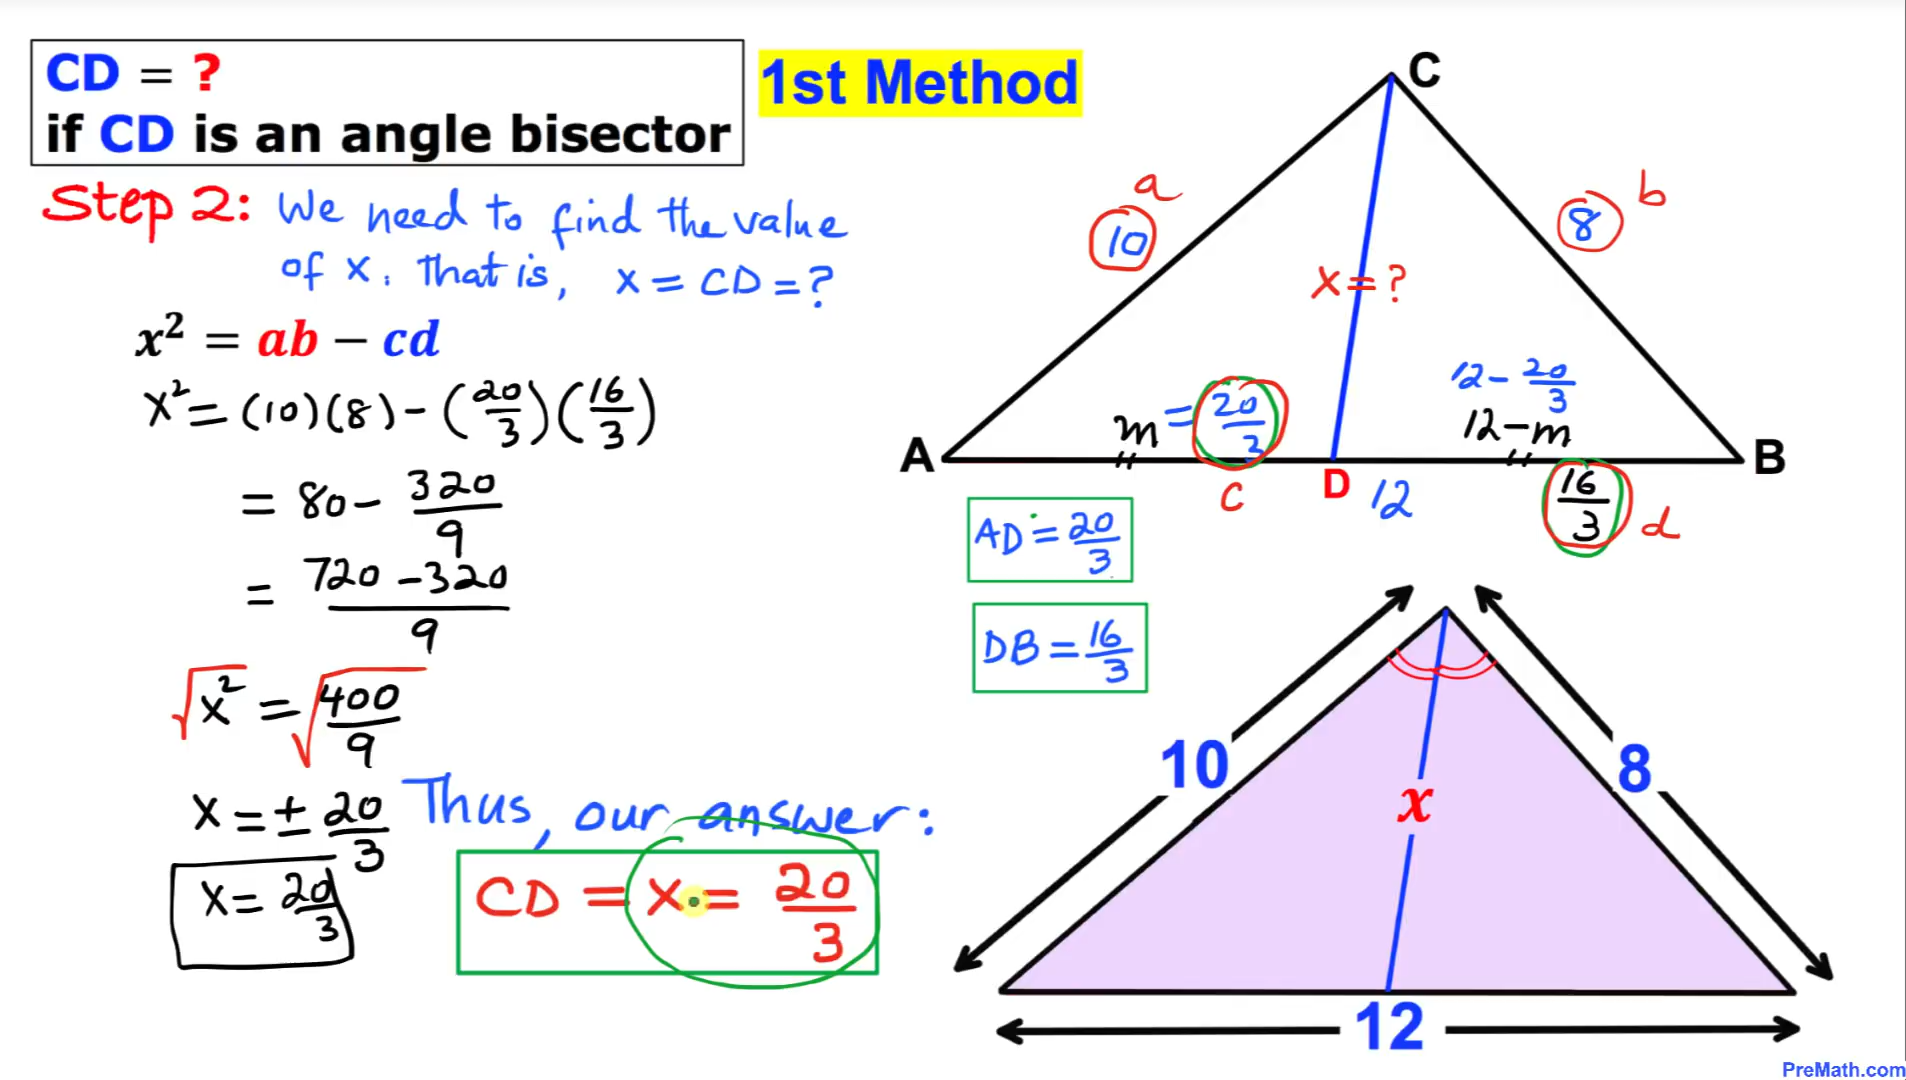 CD = ?
if CD is an angle bisector
1st Method
Step 2: We need to find the value
of x. That is, x = CD = ?
x² = ab − cd
x² = (10)(8) − (20/3)(16/3)
= 80 − 320/9
= 720 − 320/9
√x² = √400/9
x = ± 20/3
x = 20/3
Thus, our answer:
CD = x = 20/3
C
a
10
b
8
x = ?
12 − 20/3
m = 20/3
12 − m
A
B
c
D
12
16/3
d
AD = 20/3
DB = 16/3
10
8
x
12
PreMath.com